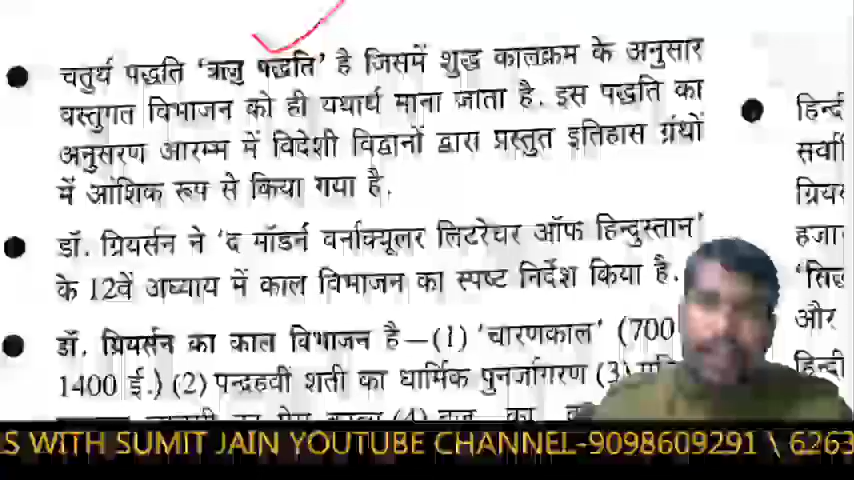 चतुर्थ पद्धति 'ऋजु पद्धति' है जिसमें शुद्ध कालक्रम के अनुसार
वस्तुगत विभाजन को ही यथार्थ माना जाता है. इस पद्धति का
अनुसरण आरम्भ में विदेशी विद्वानों द्वारा प्रस्तुत इतिहास ग्रंथों
में आंशिक रूप से किया गया है.
डॉ. ग्रियर्सन ने 'द मॉडर्न वर्नाक्यूलर लिटरेचर ऑफ हिन्दुस्तान'
के 12वें अध्याय में काल विभाजन का स्पष्ट निर्देश किया है.
डॉ. ग्रियर्सन का काल विभाजन है—(1) 'चारणकाल' (700
1400 ई.) (2) पन्द्रहवीं शती का धार्मिक पुनर्जागरण (3)
और
S WITH SUMIT JAIN YOUTUBE CHANNEL-9098609291 \ 6263